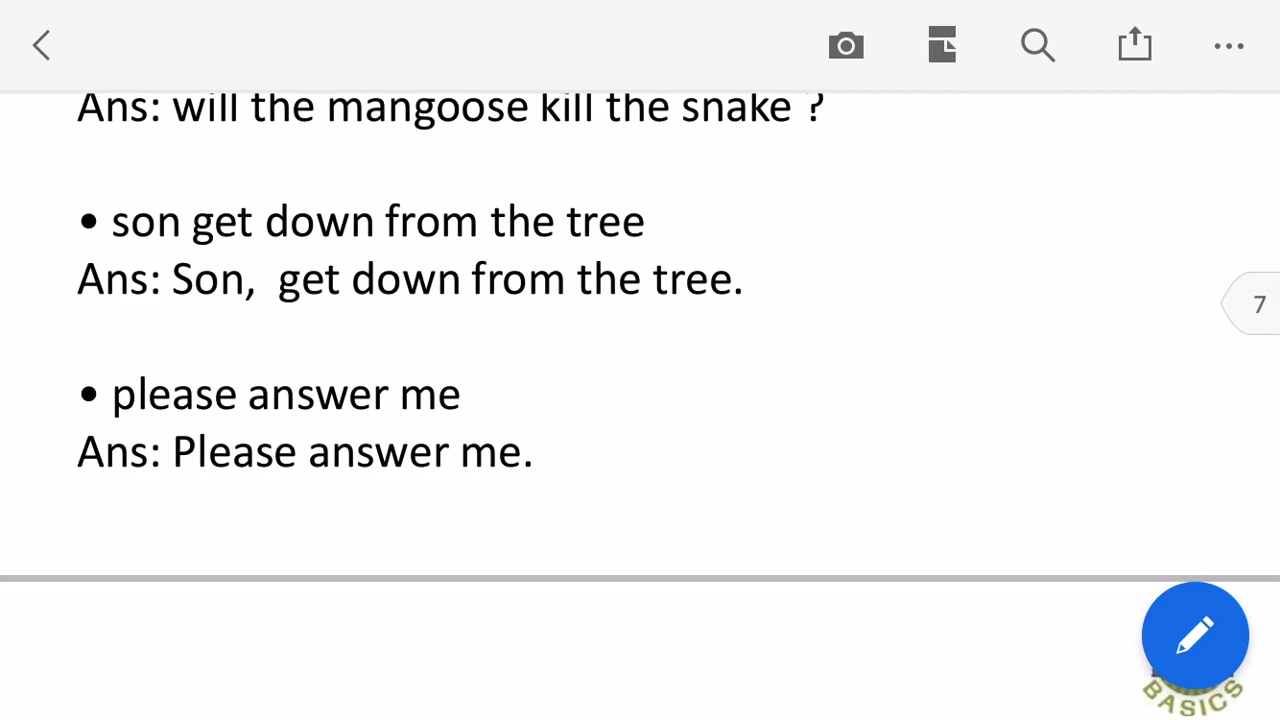 Ans: will the mangoose kill the snake ?
• son get down from the tree
Ans: Son, get down from the tree.
7
• please answer me
Ans: Please answer me.
BASICS